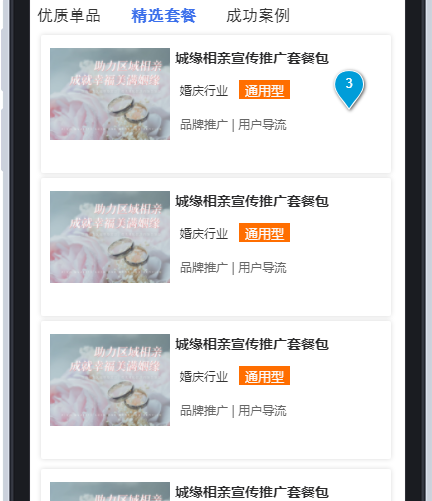 优质单品 精选套餐 成功案例
助力区域相亲
成就幸福美满姻缘
城缘相亲宣传推广套餐包
婚庆行业 通用型
品牌推广 | 用户导流
3
助力区域相亲
成就幸福美满姻缘
城缘相亲宣传推广套餐包
婚庆行业 通用型
品牌推广 | 用户导流
助力区域相亲
成就幸福美满姻缘
城缘相亲宣传推广套餐包
婚庆行业 通用型
品牌推广 | 用户导流
城缘相亲宣传推广套餐包